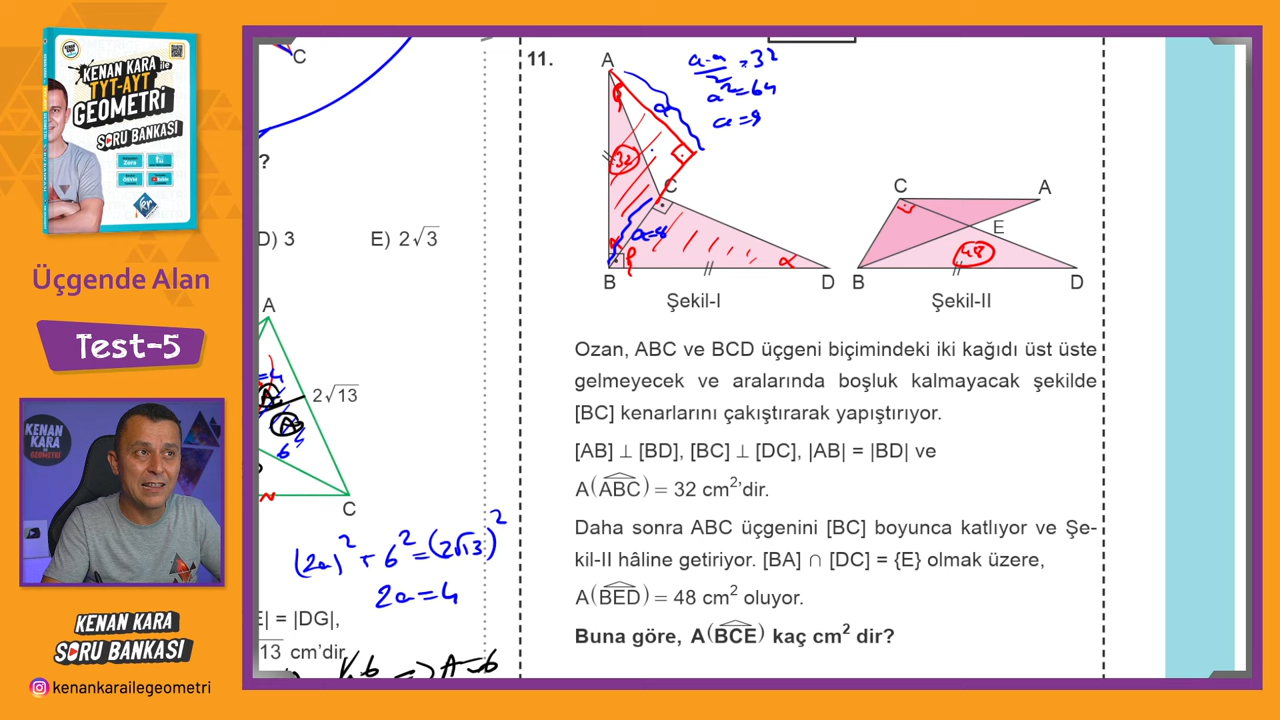 KENAN KARA ile
TYT-AYT
GEOMETRİ
SORU BANKASI
Üçgende Alan
Test-5
KENAN KARA
ile
GEOMETRİ
KENAN KARA
SORU BANKASI
kenankarailegeometri
C
?
D) 3 E) 2√3
A
2√13
6
C
(2a)² + 6² = (2√13)²
2a = 4
E| = |DG|,
13 cm'dir
11.
A
a.a/2 = 32
a² = 64
a = 8
32
C
a=8
B
D
α
β
Şekil-I
C
A
E
48
B
D
Şekil-II
Ozan, ABC ve BCD üçgeni biçimindeki iki kağıdı üst üste
gelmeyecek ve aralarında boşluk kalmayacak şekilde
[BC] kenarlarını çakıştırarak yapıştırıyor.
[AB] ⊥ [BD], [BC] ⊥ [DC], |AB| = |BD| ve
A(ABC) = 32 cm²'dir.
Daha sonra ABC üçgenini [BC] boyunca katlıyor ve Şe-
kil-II hâline getiriyor. [BA] ∩ [DC] = {E} olmak üzere,
A(BED) = 48 cm² oluyor.
Buna göre, A(BCE) kaç cm² dir?